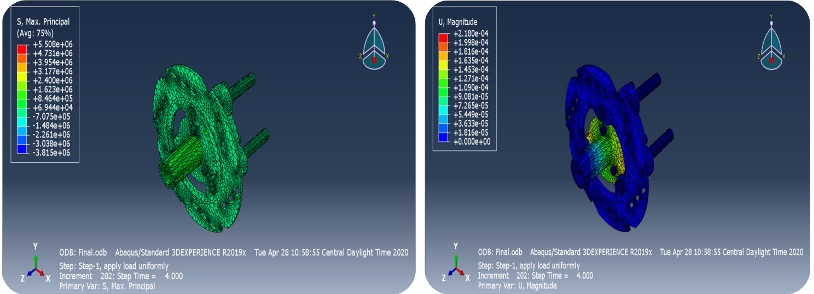 S, Max. Principal
(Avg: 75%)
+5.508e+06
+4.731e+06
+3.954e+06
+3.177e+06
+2.400e+06
+1.623e+06
+8.464e+05
+6.944e+04
-7.075e+05
-1.484e+06
-2.261e+06
-3.038e+06
-3.815e+06
Y
Z
X
Y
Z
X
ODB: Final.odb Abaqus/Standard 3DEXPERIENCE R2019x Tue Apr 28 10:58:55 Central Daylight Time 2020
Step: Step-1, apply load uniformly
Increment 202: Step Time = 4.000
Primary Var: S, Max. Principal
U, Magnitude
+2.180e-04
+1.998e-04
+1.816e-04
+1.635e-04
+1.453e-04
+1.271e-04
+1.090e-04
+9.081e-05
+7.265e-05
+5.449e-05
+3.633e-05
+1.816e-05
+0.000e+00
Y
Z
X
Y
Z
X
ODB: Final.odb Abaqus/Standard 3DEXPERIENCE R2019x Tue Apr 28 10:58:55 Central Daylight Time 2020
Step: Step-1, apply load uniformly
Increment 202: Step Time = 4.000
Primary Var: U, Magnitude